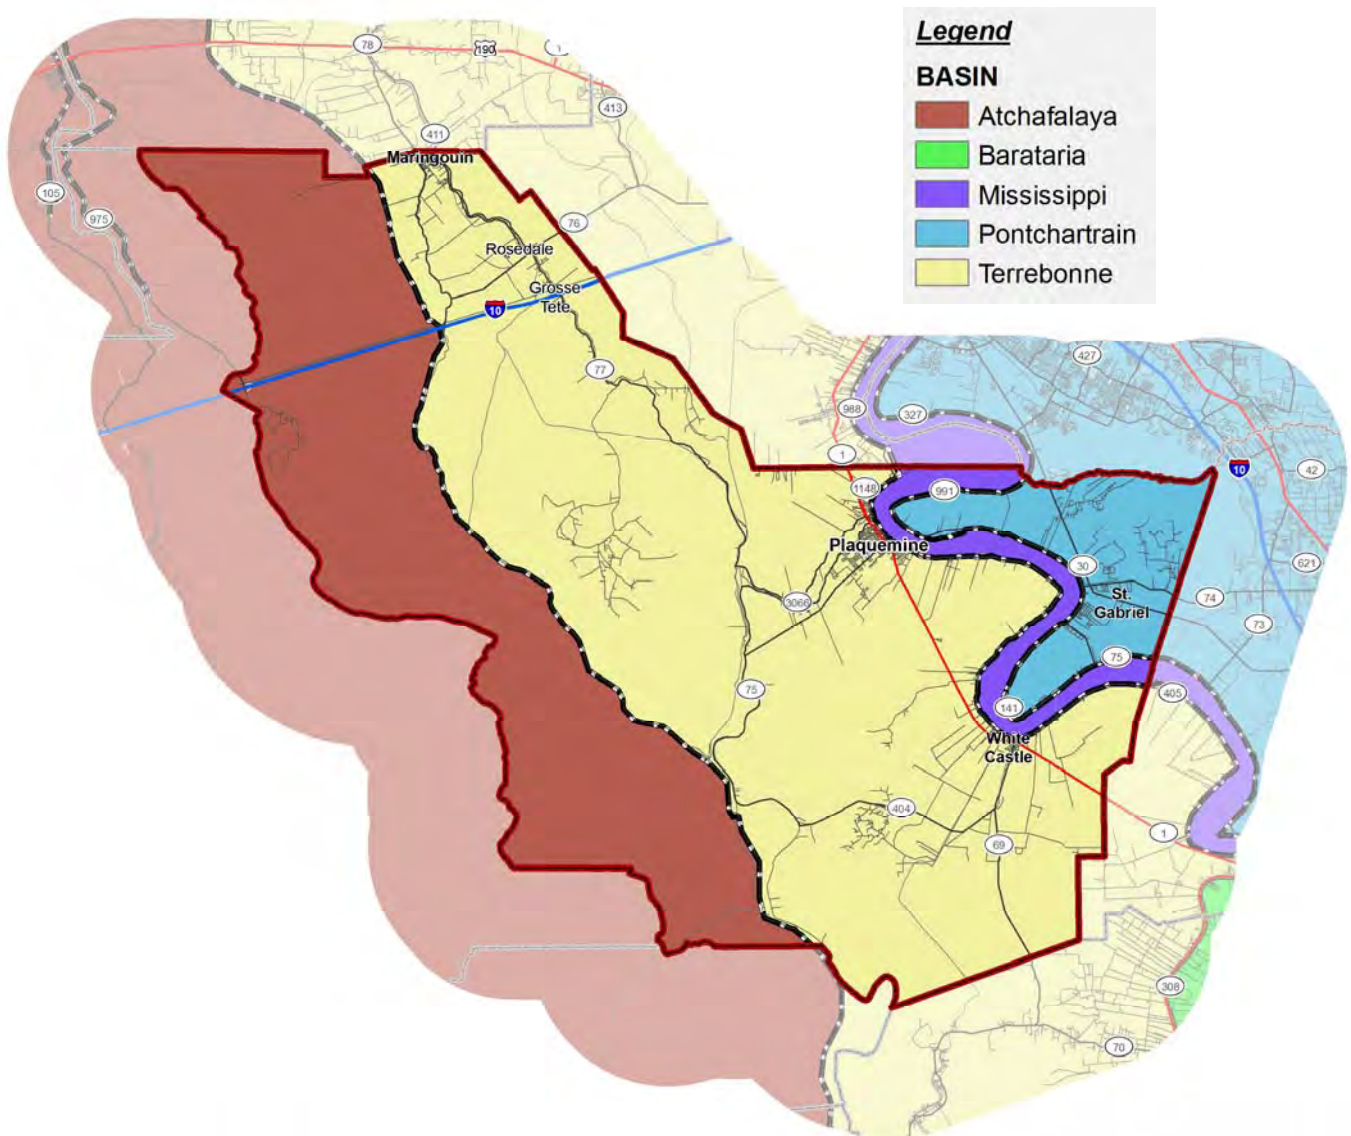 Legend
BASIN
Atchafalaya
Barataria
Mississippi
Pontchartrain
Terrebonne
78
190
1
413
411
Maringouin
105
975
76
Rosedale
Grosse
Tete
10
77
427
988
327
1
10
42
1148
991
Plaquemine
30
621
3066
St.
Gabriel
74
73
75
75
405
141
White
Castle
404
1
69
308
70